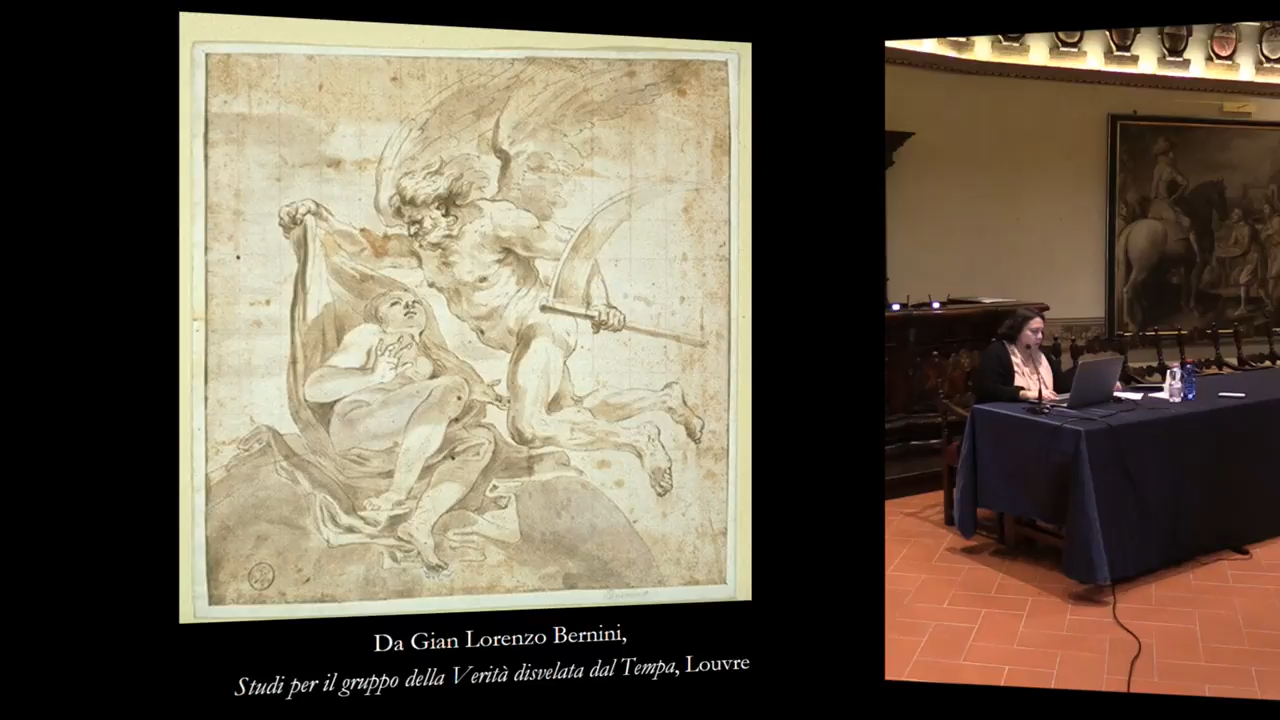 Da Gian Lorenzo Bernini,
Studi per il gruppo della Verità disvelata dal Tempa, Louvre